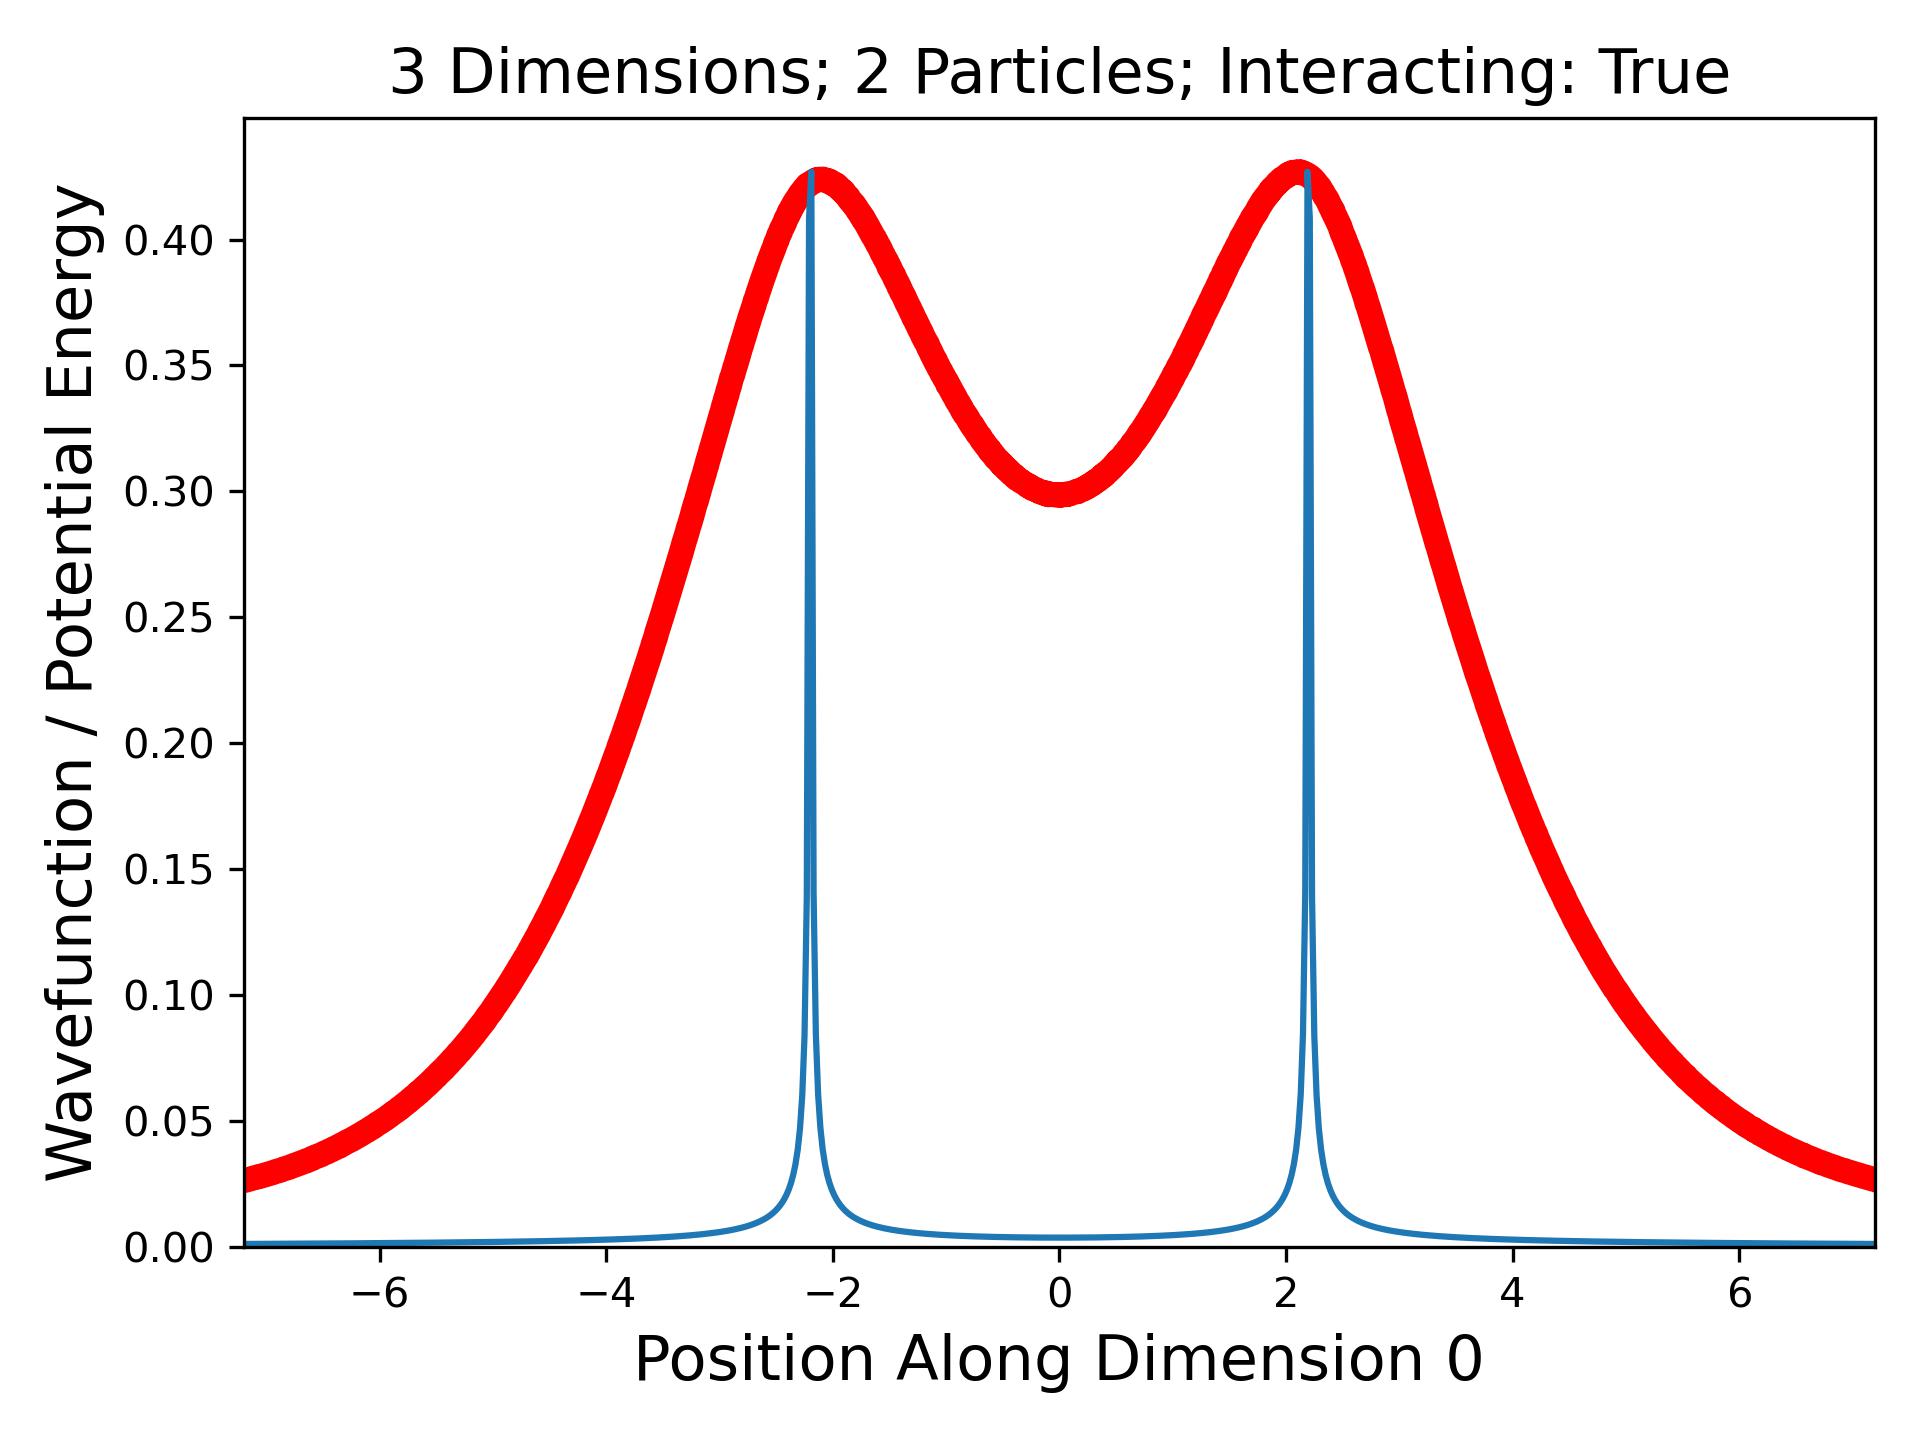 3 Dimensions; 2 Particles; Interacting: True
Wavefunction / Potential Energy
0.40
0.35
0.30
0.25
0.20
0.15
0.10
0.05
0.00
−6 −4 −2 0 2 4 6
Position Along Dimension 0